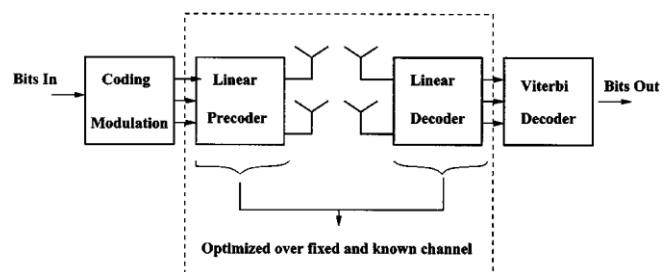 Bits In
Coding
Modulation
Linear
Precoder
Linear
Decoder
Viterbi
Decoder
Bits Out
Optimized over fixed and known channel